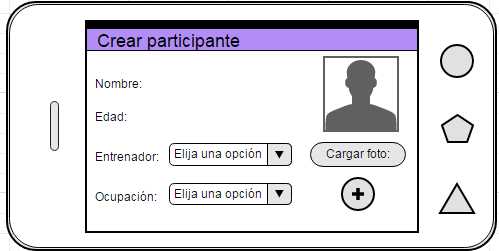 Crear participante
Nombre:
Edad:
Entrenador: Elija una opción
Cargar foto:
Ocupación: Elija una opción